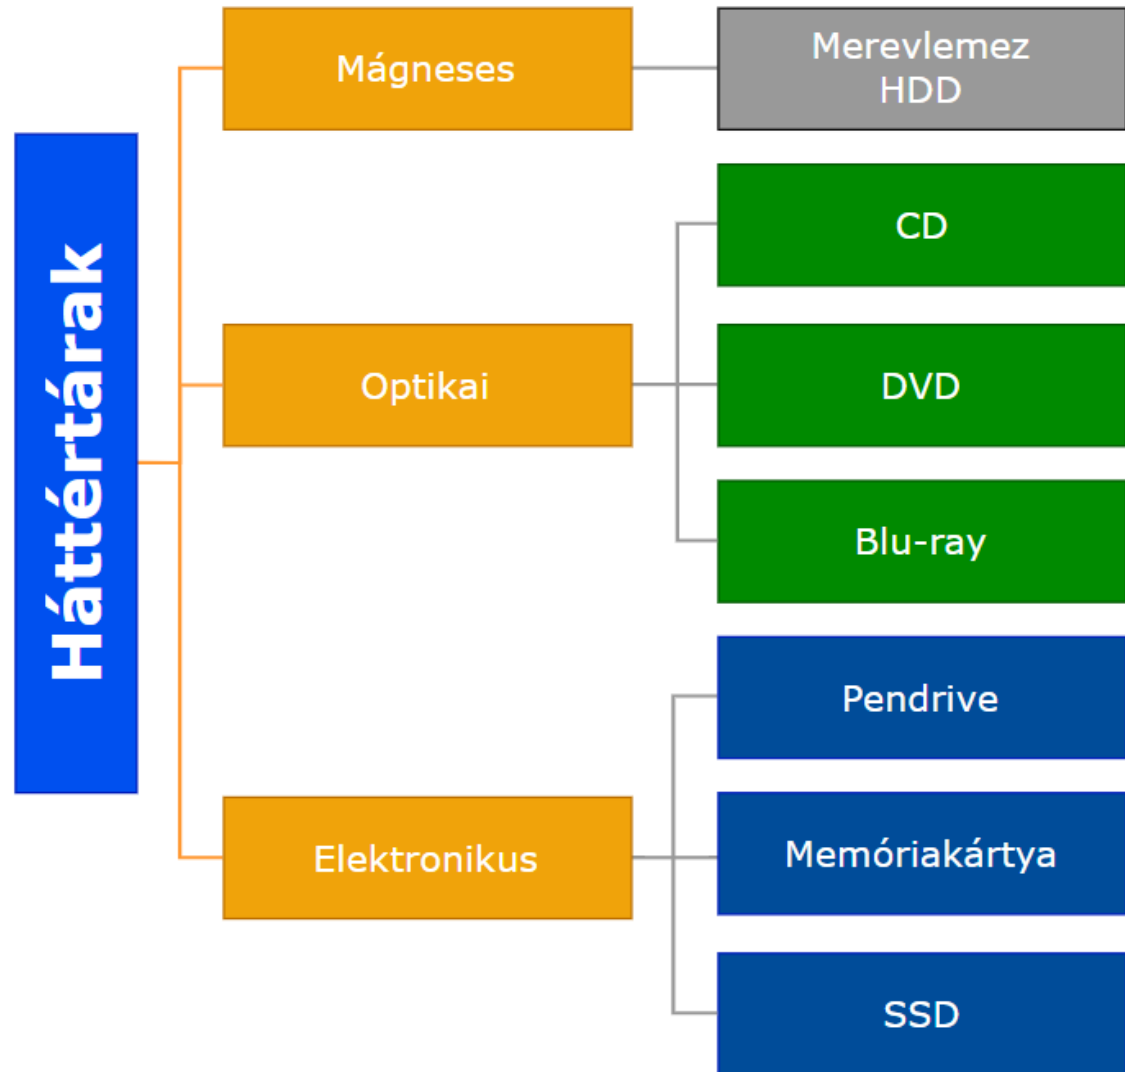 Háttértárak
Mágneses
Merevlemez
HDD
Optikai
CD
DVD
Blu-ray
Elektronikus
Pendrive
Memóriakártya
SSD